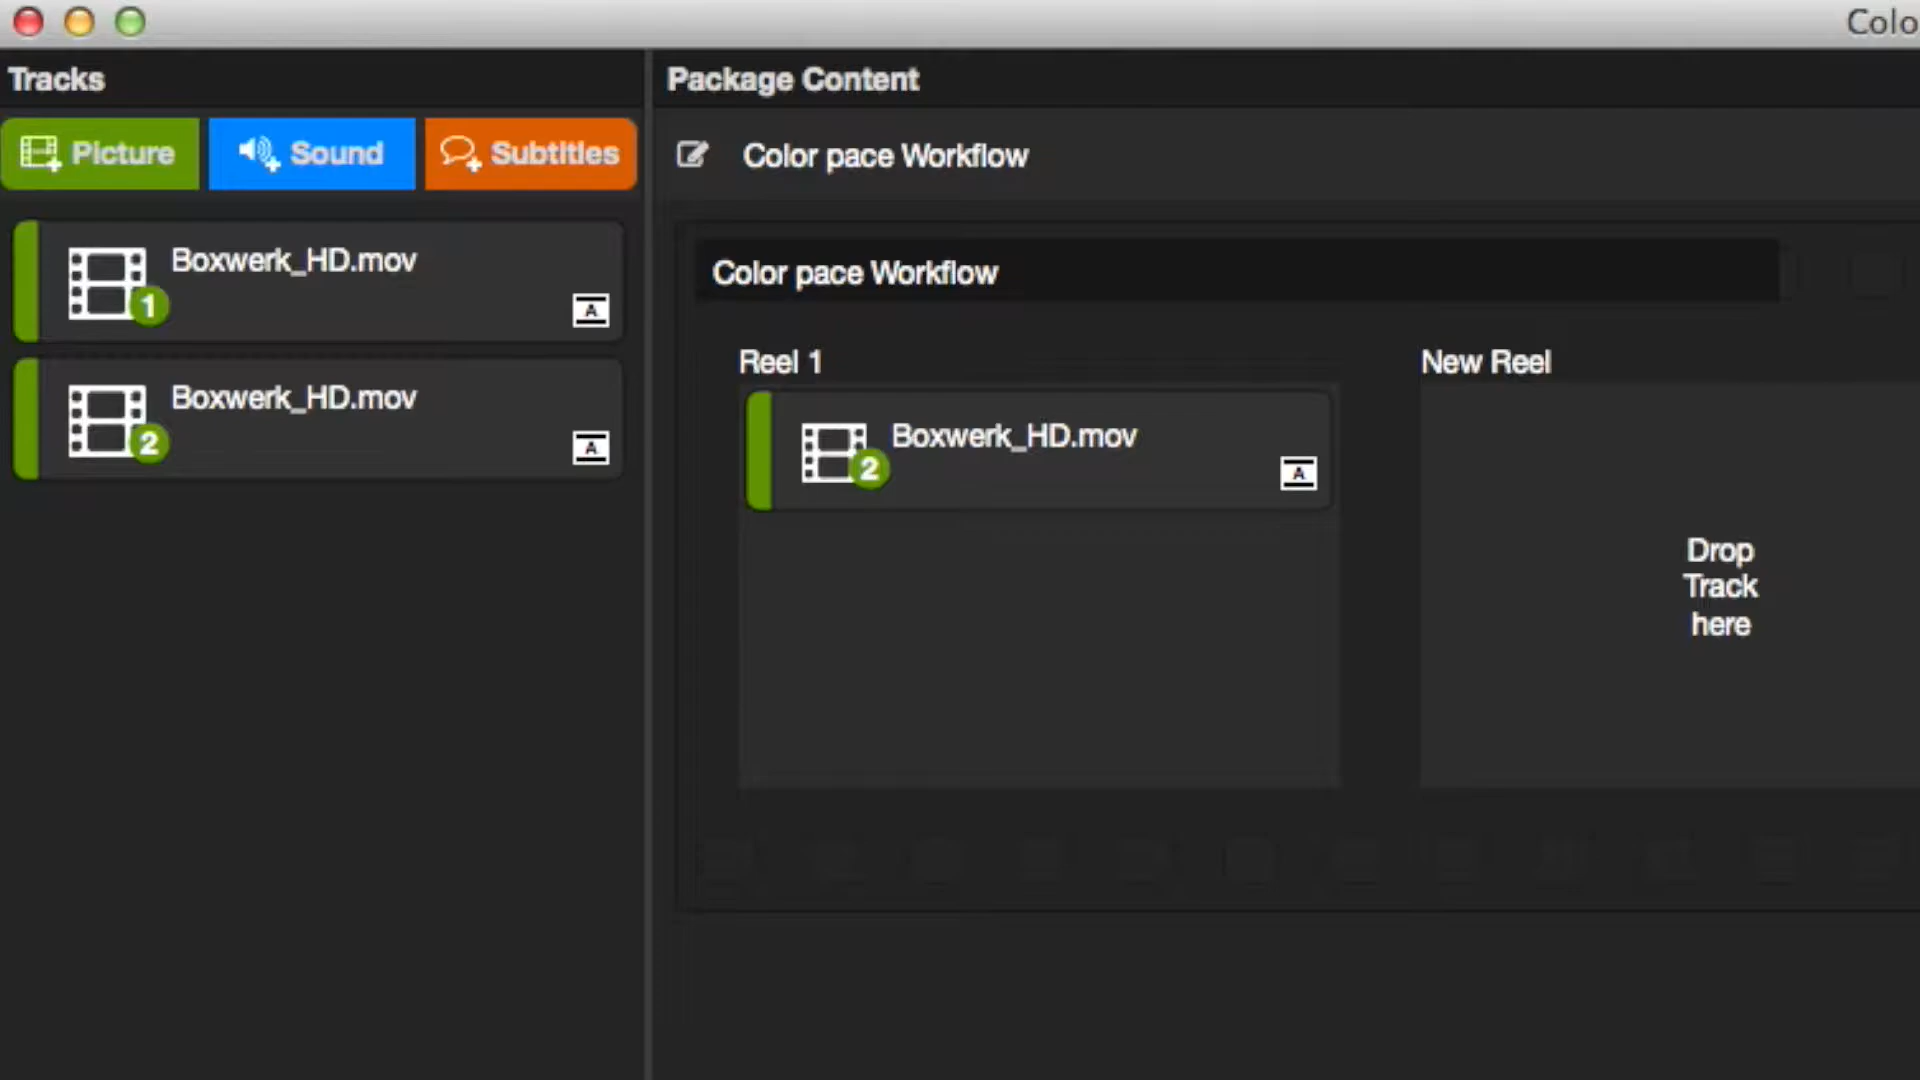 Colo
Tracks
Package Content
Picture
Sound
Subtitles
Color pace Workflow
Boxwerk_HD.mov
1
A
Color pace Workflow
Reel 1
New Reel
Boxwerk_HD.mov
2
A
Boxwerk_HD.mov
2
A
Drop
Track
here